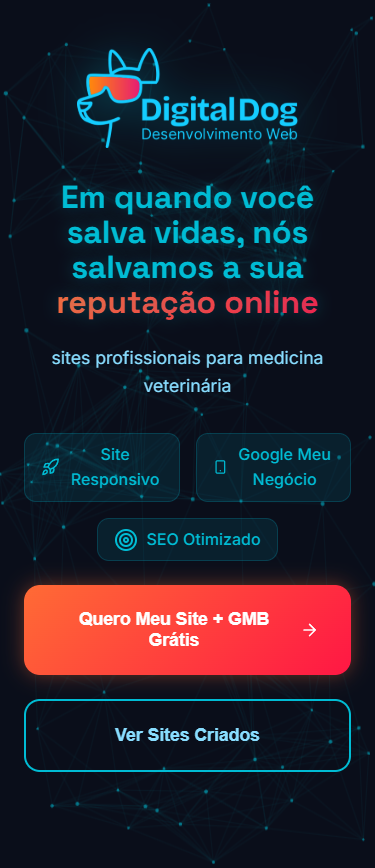 DigitalDog
Desenvolvimento Web
Em quando você
salva vidas, nós
salvamos a sua
reputação online
sites profissionais para medicina
veterinária
Site
Responsivo
Google Meu
Negócio
SEO Otimizado
Quero Meu Site + GMB
Grátis
Ver Sites Criados